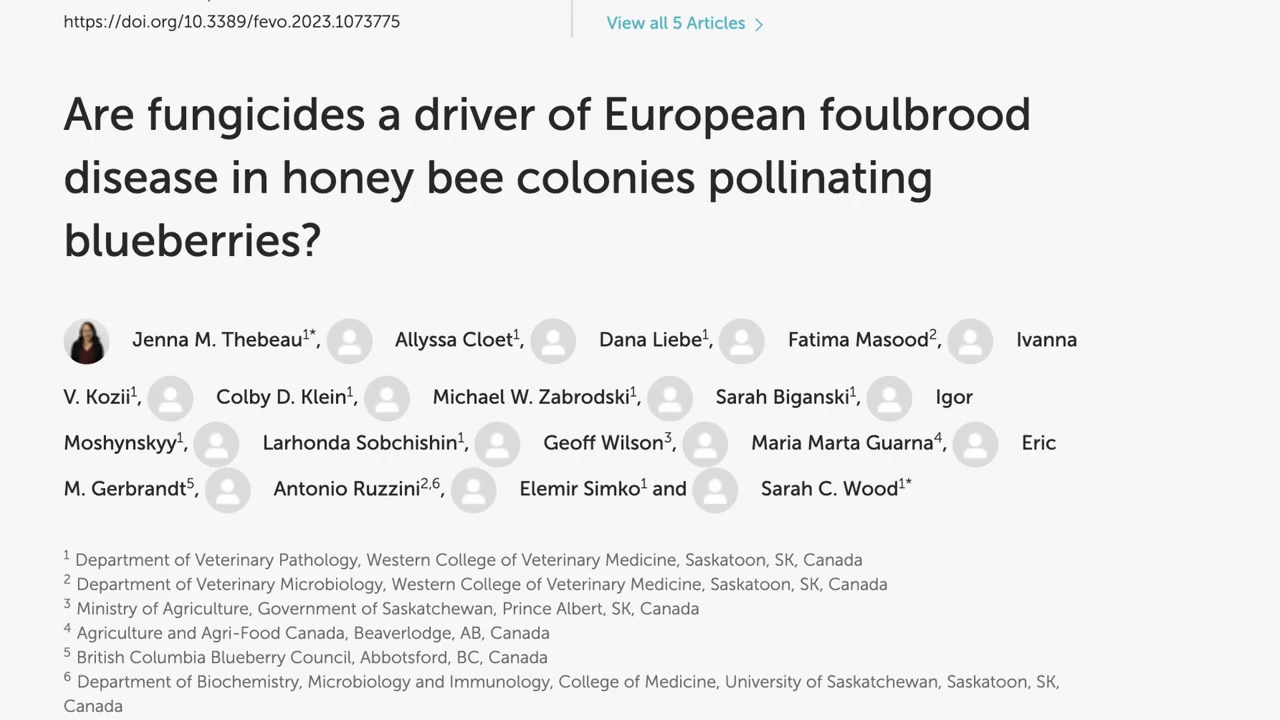 https://doi.org/10.3389/fevo.2023.1073775
View all 5 Articles
Are fungicides a driver of European foulbrood
disease in honey bee colonies pollinating
blueberries?
Jenna M. Thebeau1*, Allyssa Cloet1, Dana Liebe1, Fatima Masood2, Ivanna
V. Kozii1, Colby D. Klein1, Michael W. Zabrodski1, Sarah Biganski1, Igor
Moshynskyy1, Larhonda Sobchishin1, Geoff Wilson3, Maria Marta Guarna4, Eric
M. Gerbrandt5, Antonio Ruzzini2,6, Elemir Simko1 and Sarah C. Wood1*
1 Department of Veterinary Pathology, Western College of Veterinary Medicine, Saskatoon, SK, Canada
2 Department of Veterinary Microbiology, Western College of Veterinary Medicine, Saskatoon, SK, Canada
3 Ministry of Agriculture, Government of Saskatchewan, Prince Albert, SK, Canada
4 Agriculture and Agri-Food Canada, Beaverlodge, AB, Canada
5 British Columbia Blueberry Council, Abbotsford, BC, Canada
6 Department of Biochemistry, Microbiology and Immunology, College of Medicine, University of Saskatchewan, Saskatoon, SK,
Canada